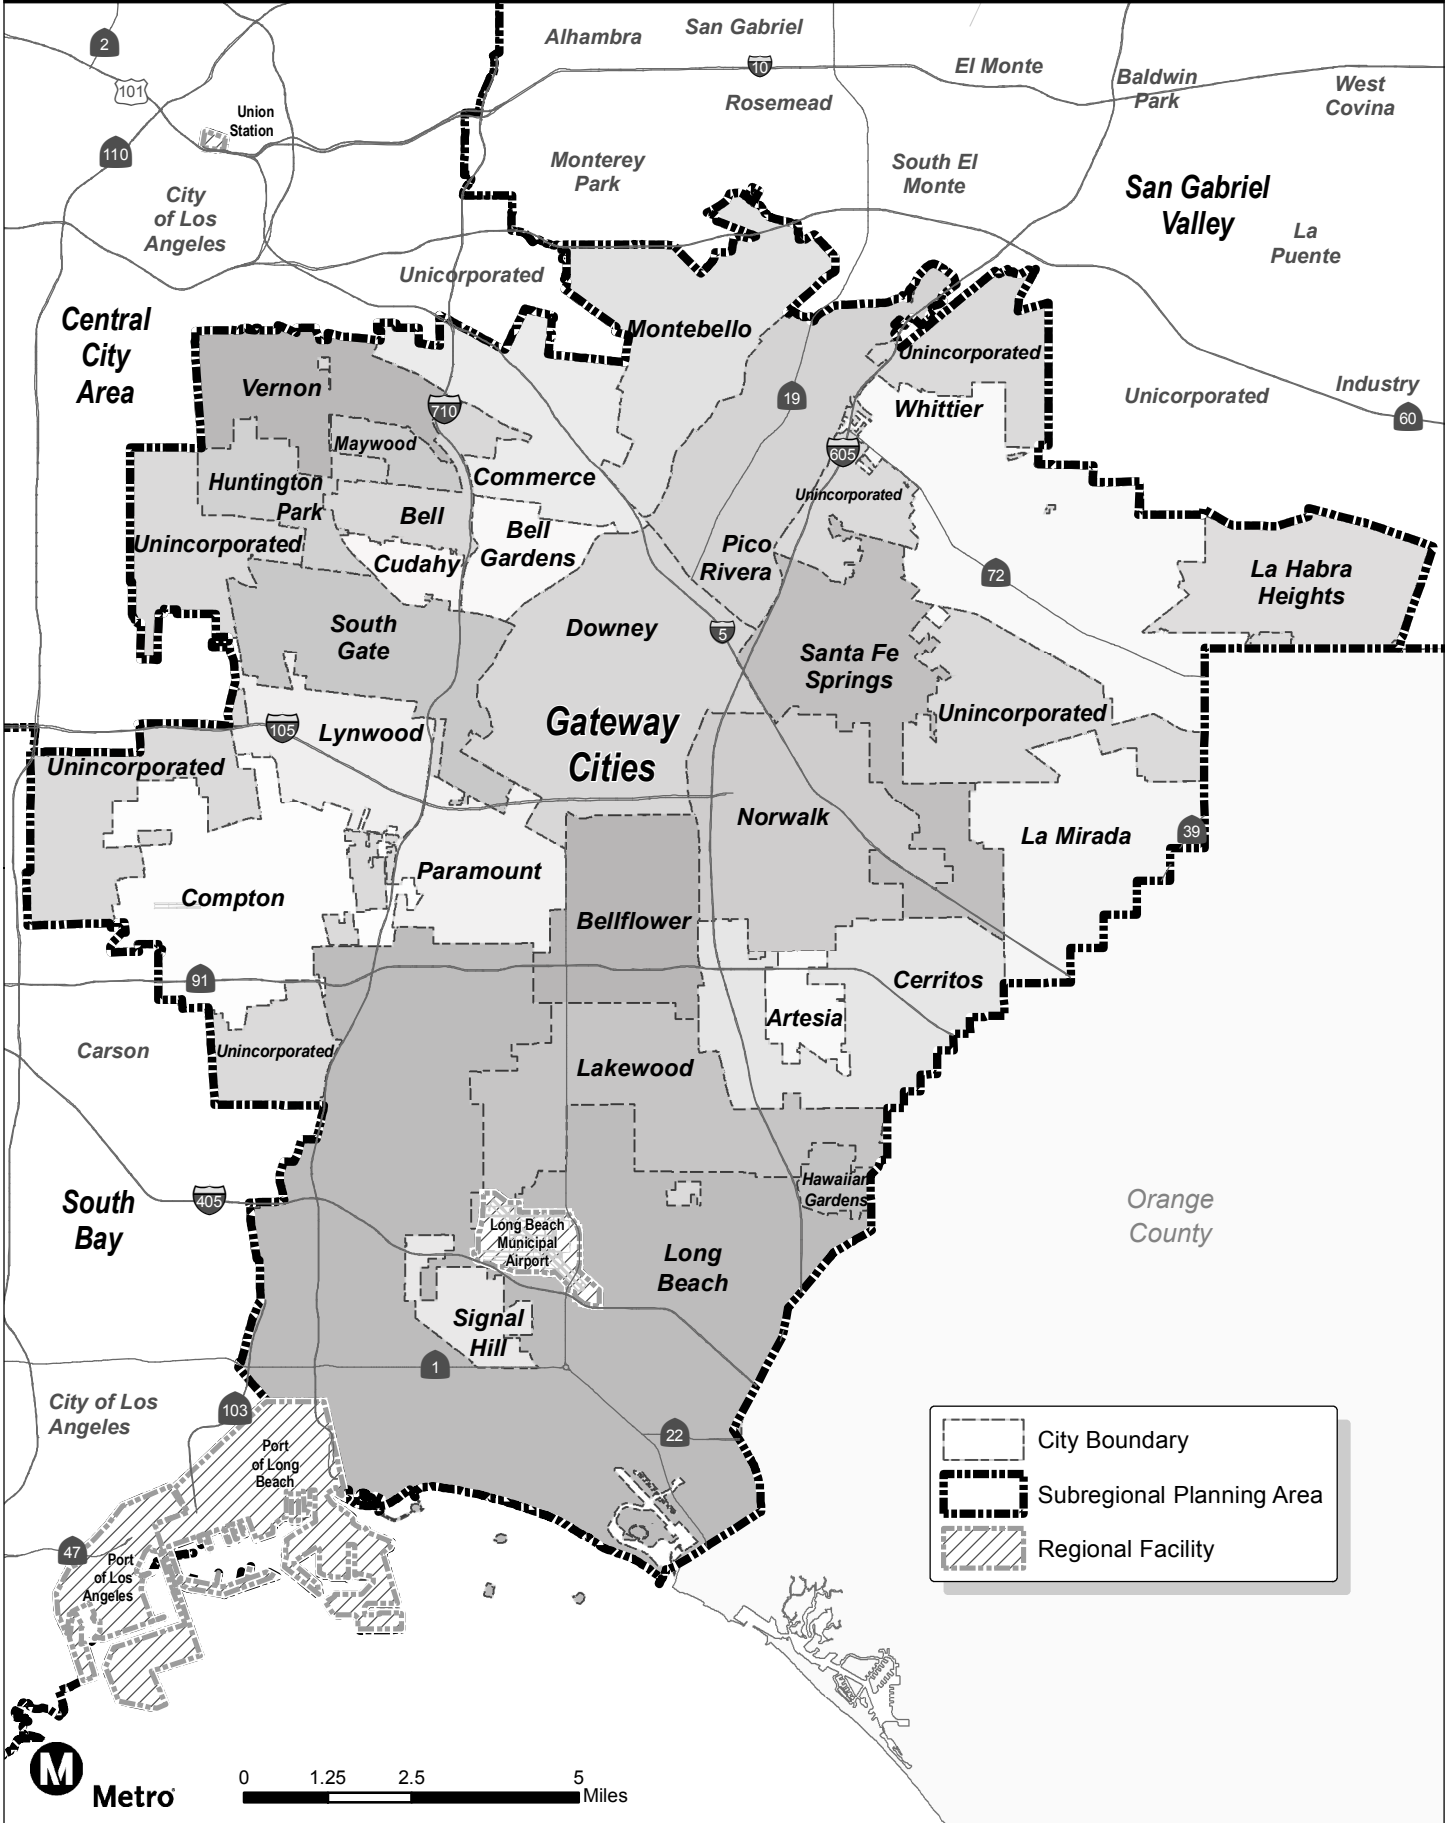 2
Alhambra
San Gabriel
10
El Monte
101
Baldwin
Park
West
Covina
Rosemead
Union
Station
110
Monterey
Park
South El
Monte
City
of Los
Angeles
San Gabriel
Valley
La
Puente
Unicorporated
Central
City
Area
Montebello
Unincorporated
Vernon
710
19
Whittier
Unicorporated
Industry
60
Maywood
605
Commerce
Huntington
Park
Unincorporated
Bell
Bell
Gardens
Unincorporated
Cudahy
Pico
Rivera
72
La Habra
Heights
South
Gate
Downey
5
Santa Fe
Springs
Gateway
Cities
105
Lynwood
Unincorporated
Unincorporated
Norwalk
La Mirada
39
Paramount
Compton
Bellflower
91
Cerritos
Artesia
Carson
Unincorporated
Lakewood
Hawaiian
Gardens
South
Bay
405
Orange
County
Long Beach
Municipal
Airport
Long
Beach
Signal
Hill
1
City of Los
Angeles
103
22
Port
of Long
Beach
City Boundary
Subregional Planning Area
Regional Facility
47
Port
of Los
Angeles
M
Metro
0 1.25 2.5 5
Miles